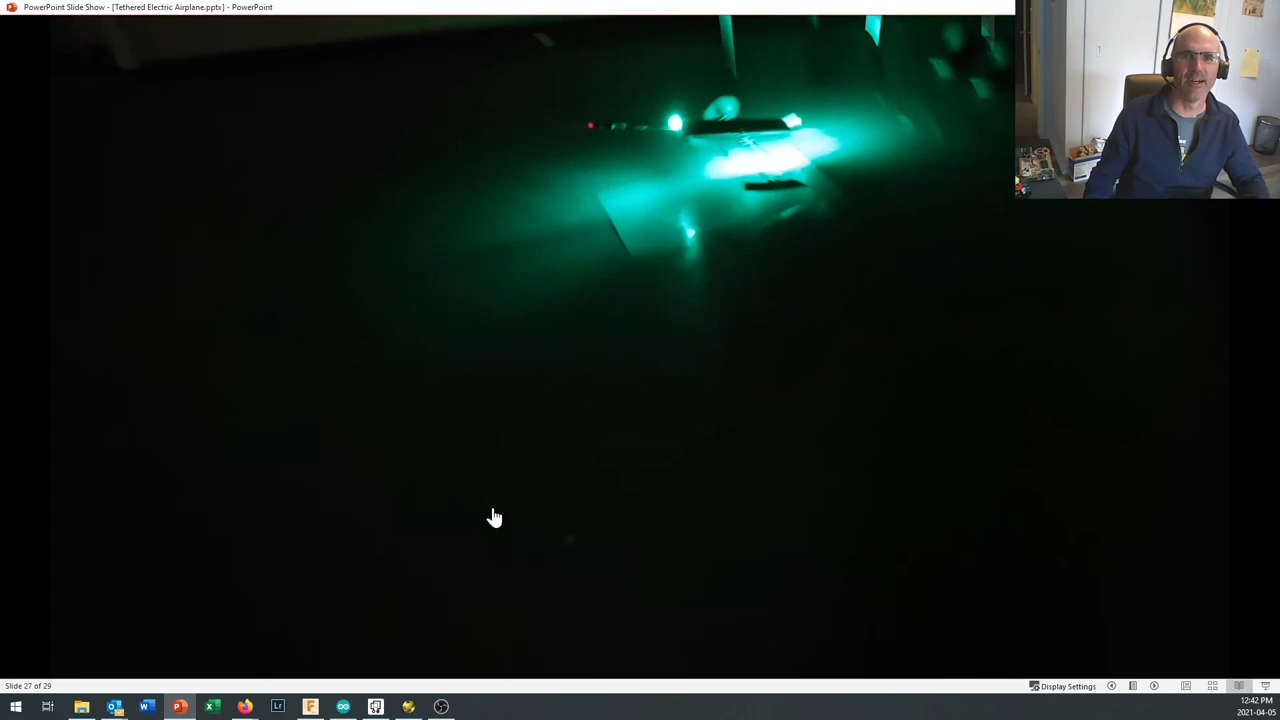 PowerPoint Slide Show - [Tethered Electric Airplane.pptx] - PowerPoint
Slide 27 of 29
Display Settings
12:42 PM
2021-04-05